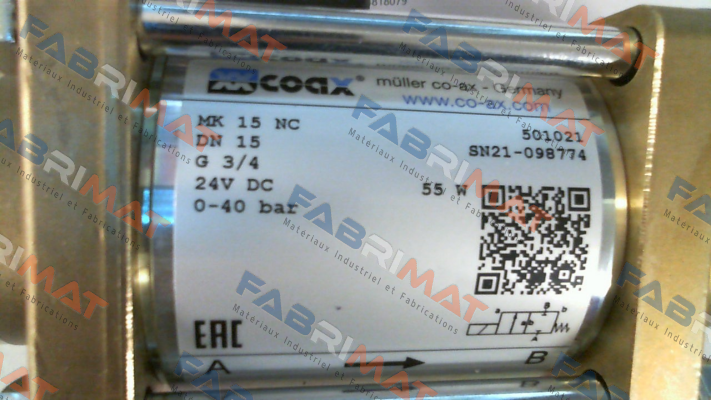 818079
coax müller co-ax - Germany
www.co-ax.com
MK 15 NC 501021
DN 15 SN21-098774
G 3/4
24V DC 55 W
0-40 bar
EAC
A B
FABRIMAT
Materiaux Industriel et Fabrications